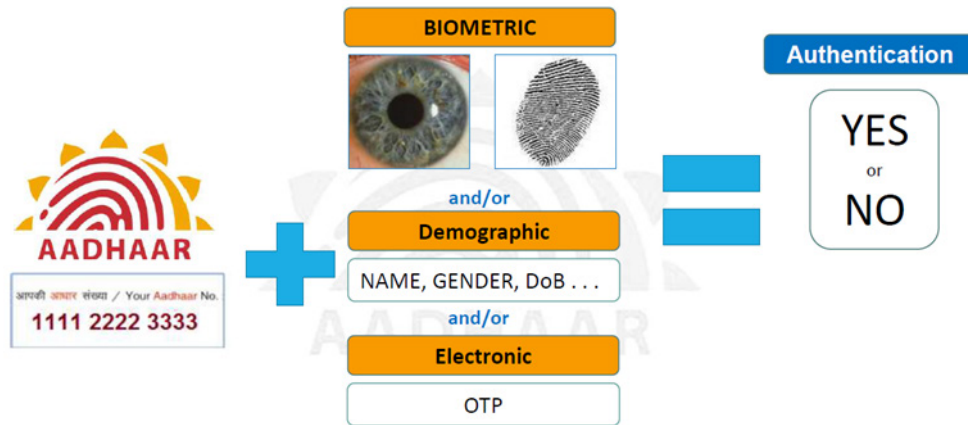 BIOMETRIC
Authentication
YES
or
NO
and/or
Demographic
NAME, GENDER, DoB . . .
and/or
Electronic
OTP
AADHAAR
आपकी आधार संख्या / Your Aadhaar No.
1111 2222 3333
AADHAAR